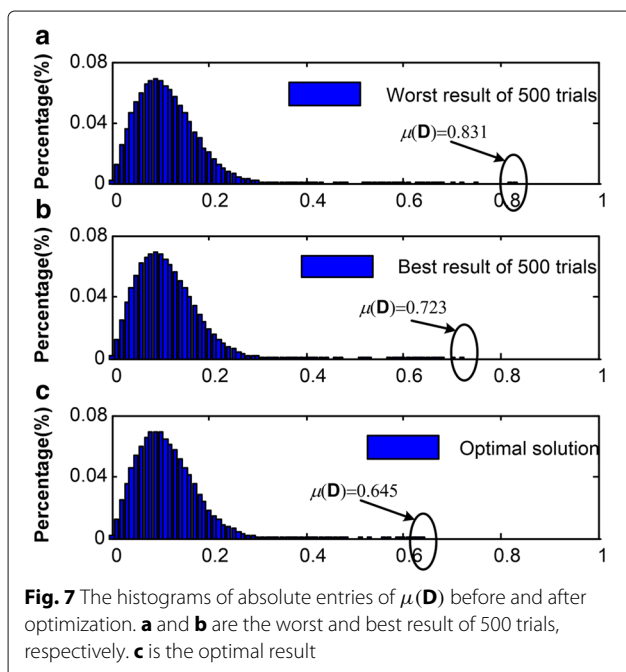 a
0.08
0.04
0
Percentage(%)
Worst result of 500 trials
μ(D)=0.831
0 0.2 0.4 0.6 0.8 1
b
0.08
0.04
0
Percentage(%)
Best result of 500 trials
μ(D)=0.723
0 0.2 0.4 0.6 0.8 1
c
0.08
0.04
0
Percentage(%)
Optimal solution
μ(D)=0.645
0 0.2 0.4 0.6 0.8 1
Fig. 7 The histograms of absolute entries of μ(D) before and after
optimization. a and b are the worst and best result of 500 trials,
respectively. c is the optimal result